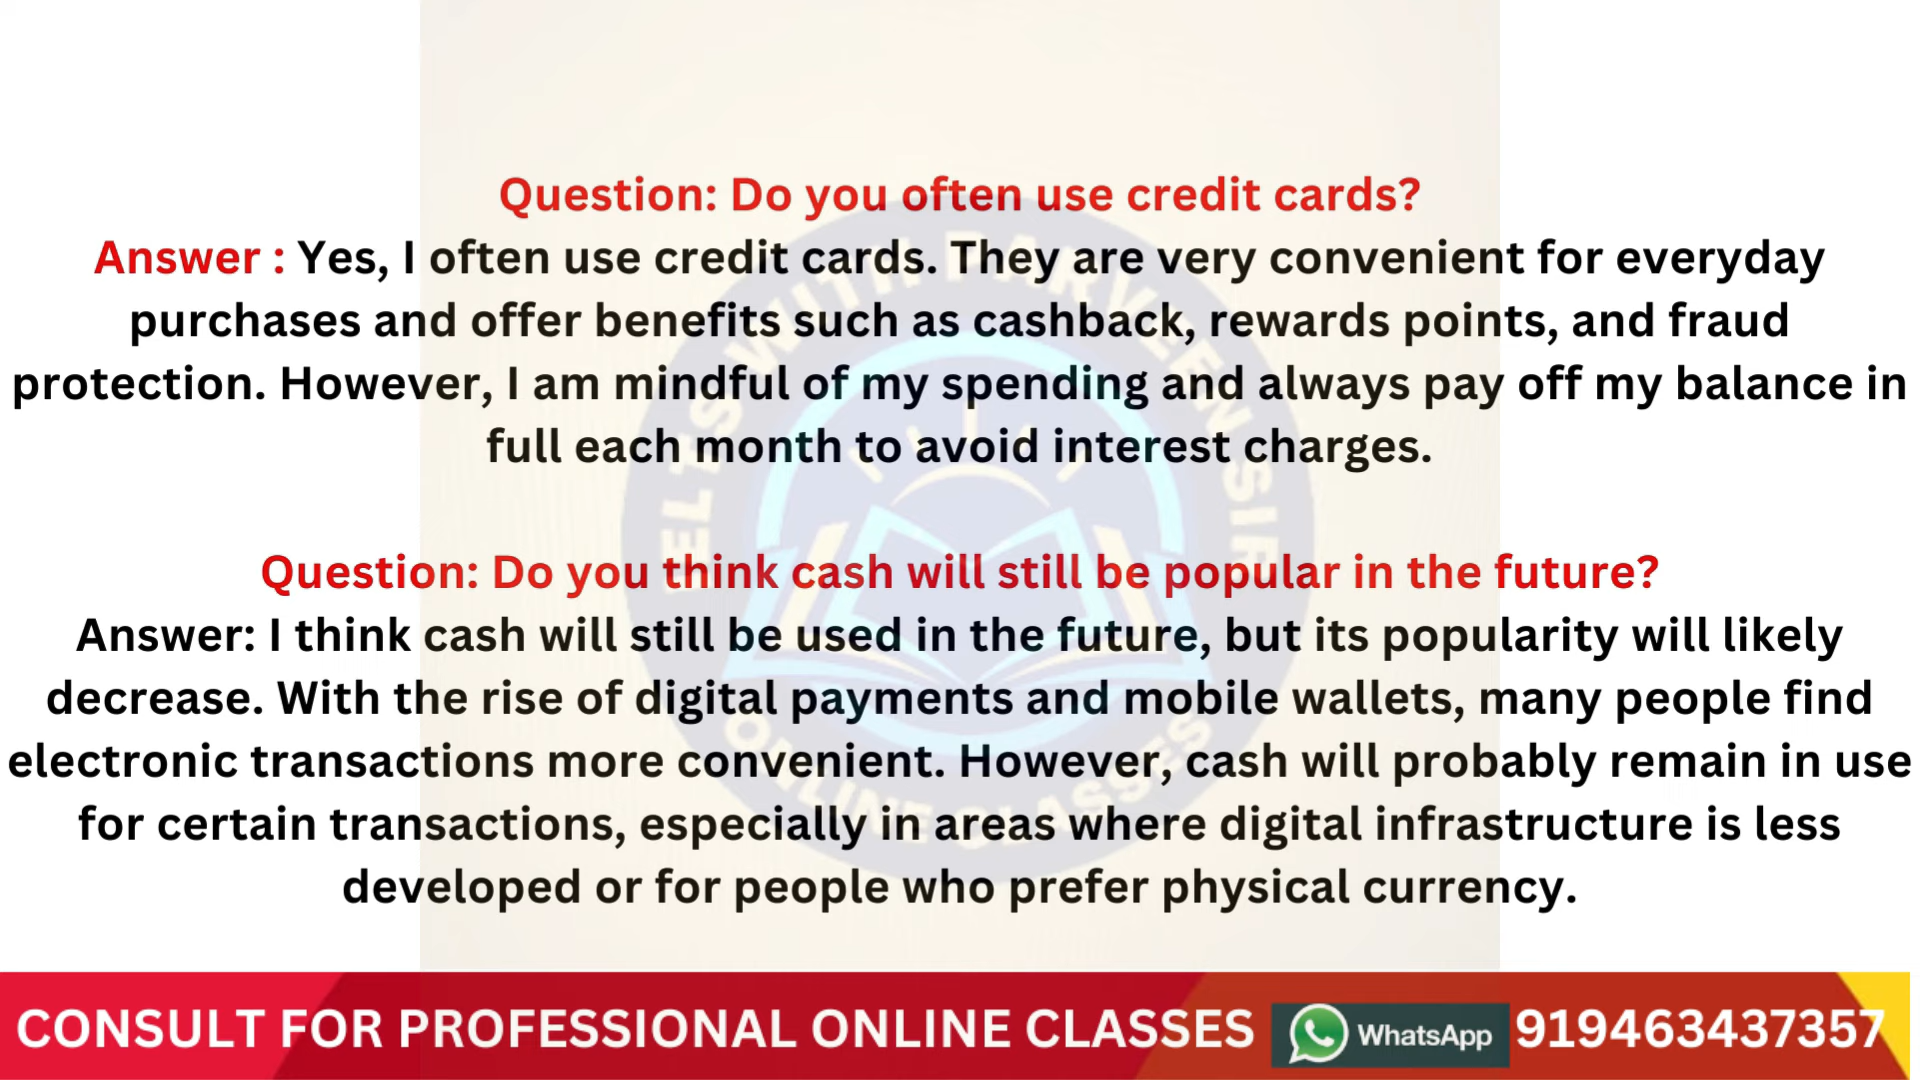 Question: Do you often use credit cards?
Answer : Yes, I often use credit cards. They are very convenient for everyday
purchases and offer benefits such as cashback, rewards points, and fraud
protection. However, I am mindful of my spending and always pay off my balance in
full each month to avoid interest charges.
Question: Do you think cash will still be popular in the future?
Answer: I think cash will still be used in the future, but its popularity will likely
decrease. With the rise of digital payments and mobile wallets, many people find
electronic transactions more convenient. However, cash will probably remain in use
for certain transactions, especially in areas where digital infrastructure is less
developed or for people who prefer physical currency.
IELTS WITH PARVEEN SIR
ONLINE CLASSES
CONSULT FOR PROFESSIONAL ONLINE CLASSES WhatsApp 919463437357